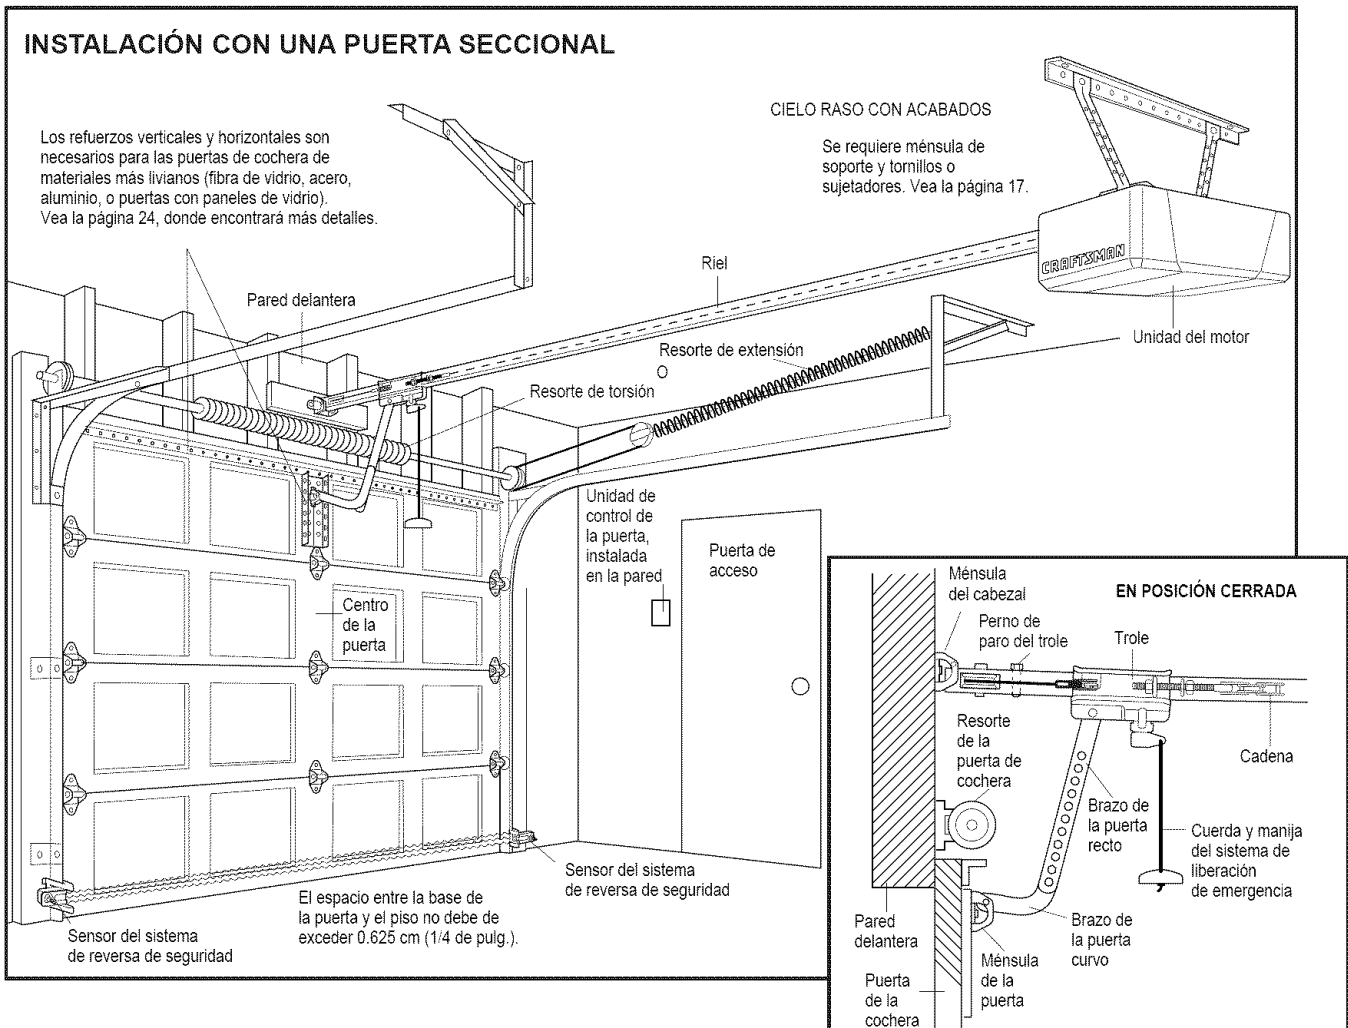 INSTALACIÓN CON UNA PUERTA SECCIONAL
Los refuerzos verticales y horizontales son
necesarios para las puertas de cochera de
materiales más livianos (fibra de vidrio, acero,
aluminio, o puertas con paneles de vidrio).
Vea la página 24, donde encontrará más detalles.
CIELO RASO CON ACABADOS
Se requiere ménsula de
soporte y tornillos o
sujetadores. Vea la página 17.
CRAFTSMAN
Riel
Pared delantera
Unidad del motor
Resorte de extensión
Resorte de torsión
Unidad de
control de
la puerta,
instalada
en la pared
Puerta de
acceso
Centro
de la
puerta
Sensor del sistema
de reversa de seguridad
El espacio entre la base de
la puerta y el piso no debe de
exceder 0.625 cm (1/4 de pulg.).
Sensor del sistema
de reversa de seguridad
EN POSICIÓN CERRADA
Ménsula
del cabezal
Perno de
paro del trole
Trole
Resorte
de la
puerta de
cochera
Cadena
Brazo de
la puerta
recto
Cuerda y manija
del sistema de
liberación
de emergencia
Pared
delantera
Brazo de
la puerta
curvo
Ménsula
de la
puerta
Puerta
de la
cochera